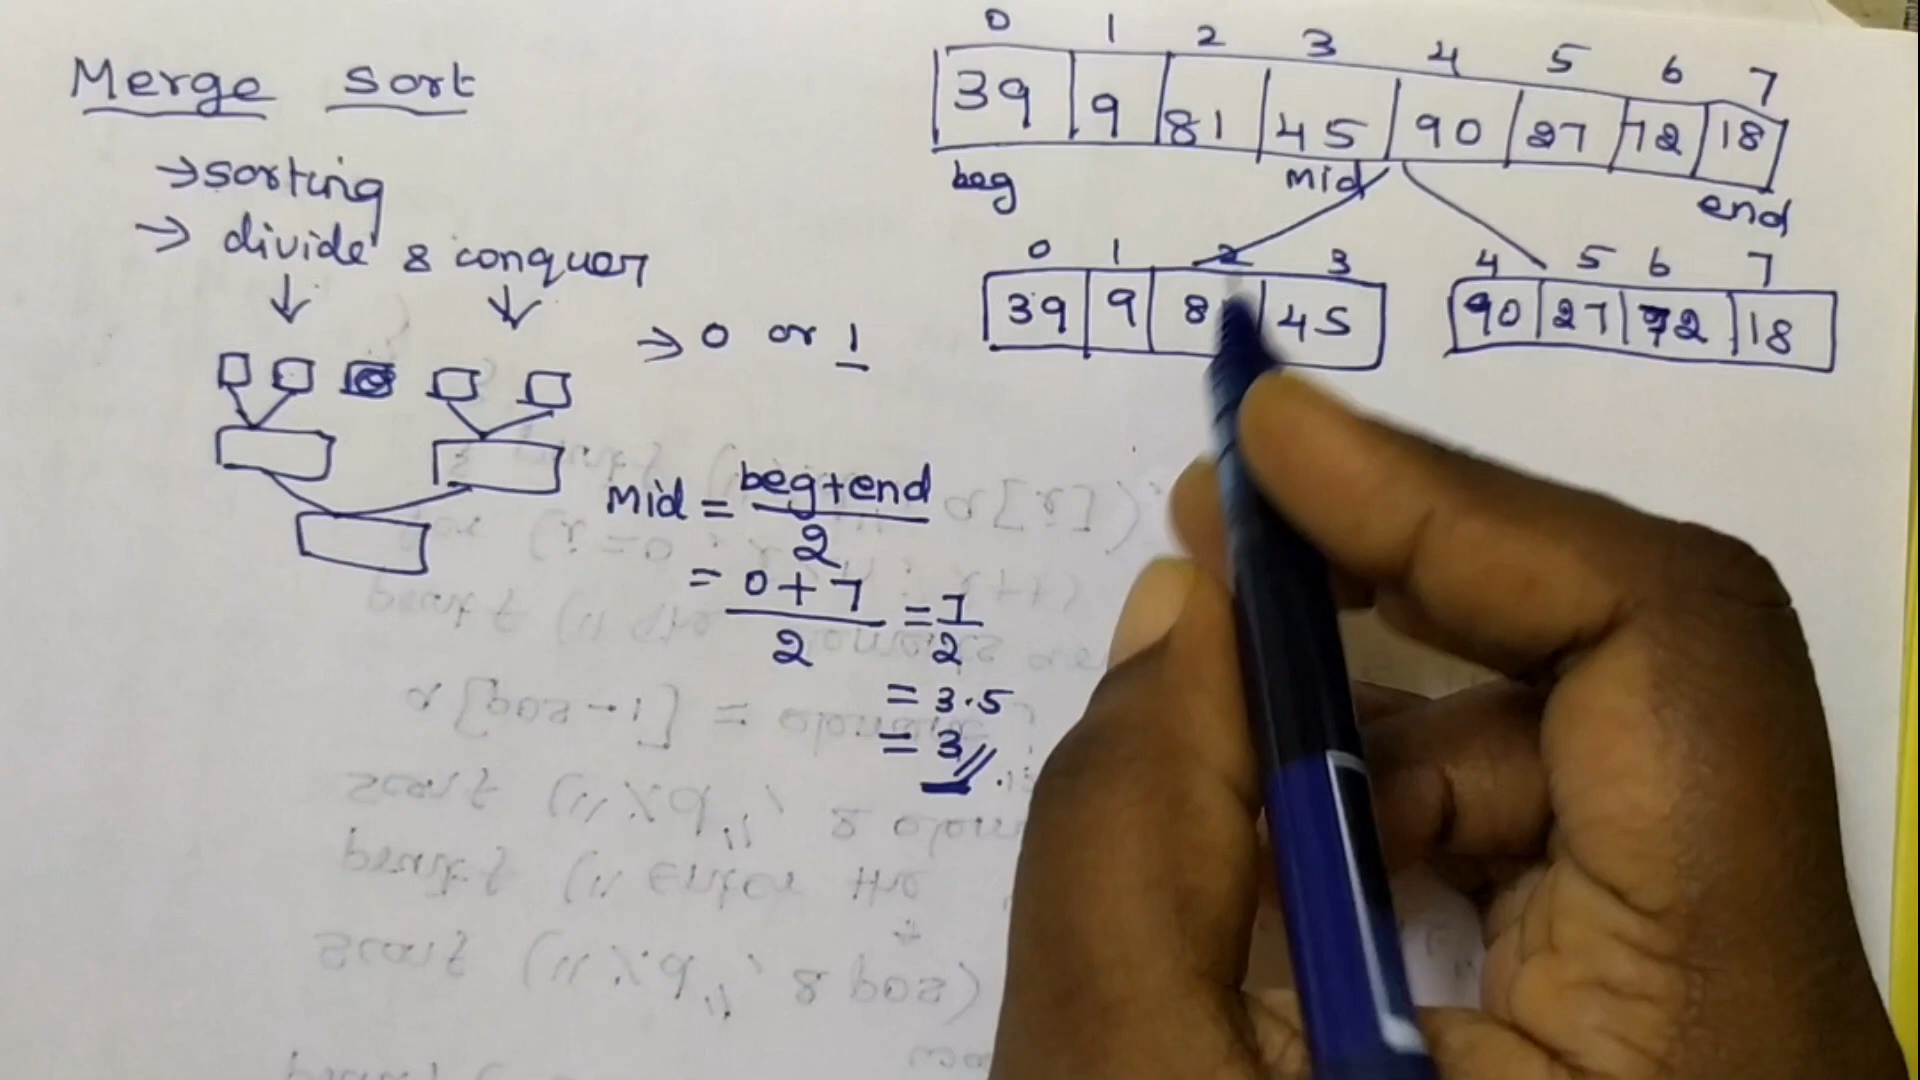 Merge Sort
→ sorting
→ divide & conquer
→ 0 or 1
Mid = beg+end
2
= 0+7
2
= 7
2
= 3.5
= 3
0 1 2 3 4 5 6 7
39 9 81 45 90 27 72 18
beg mid end
0 1 2 3
39 9 8 45
4 5 6 7
90 27 72 18